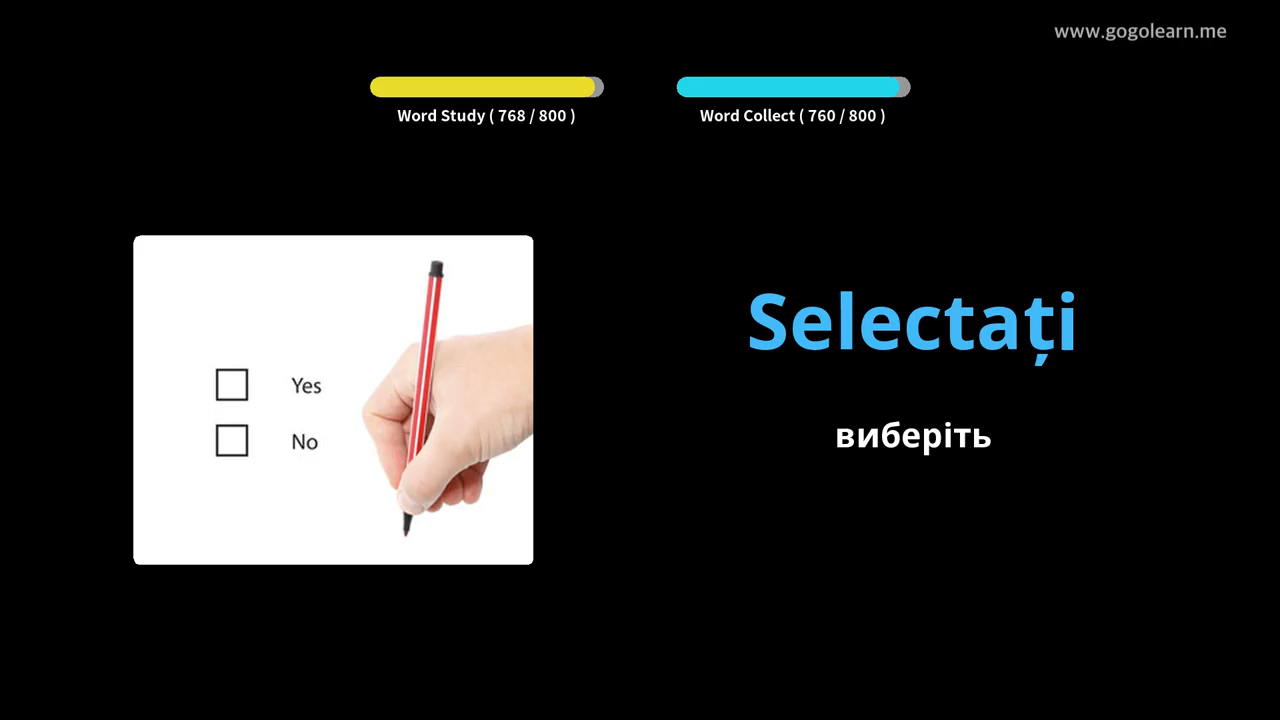 www.gogolearn.me
Word Study ( 768 / 800 )
Word Collect ( 760 / 800 )
Yes
No
Selectați
виберіть